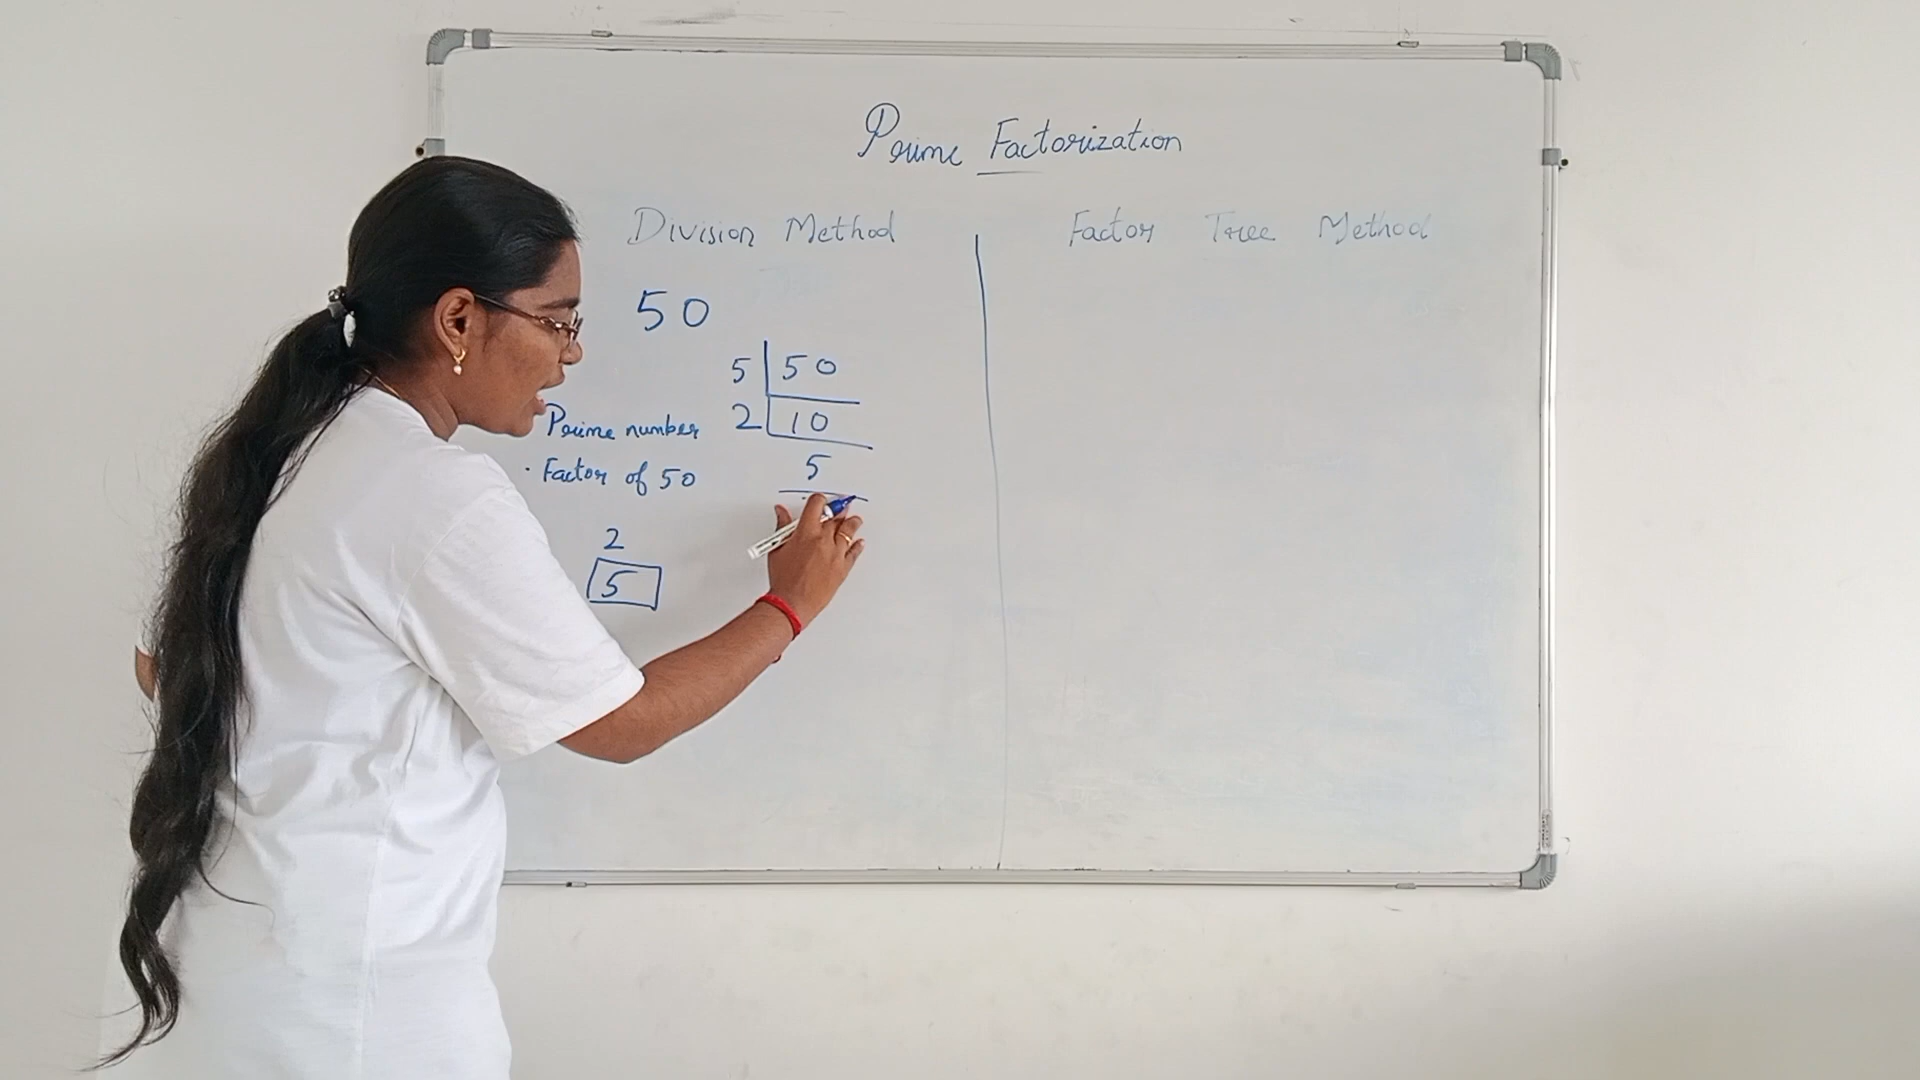 Prime Factorization
Division Method
50
5 50
2 10
5
Prime number
· Factor of 50
2
5
Factor Tree Method